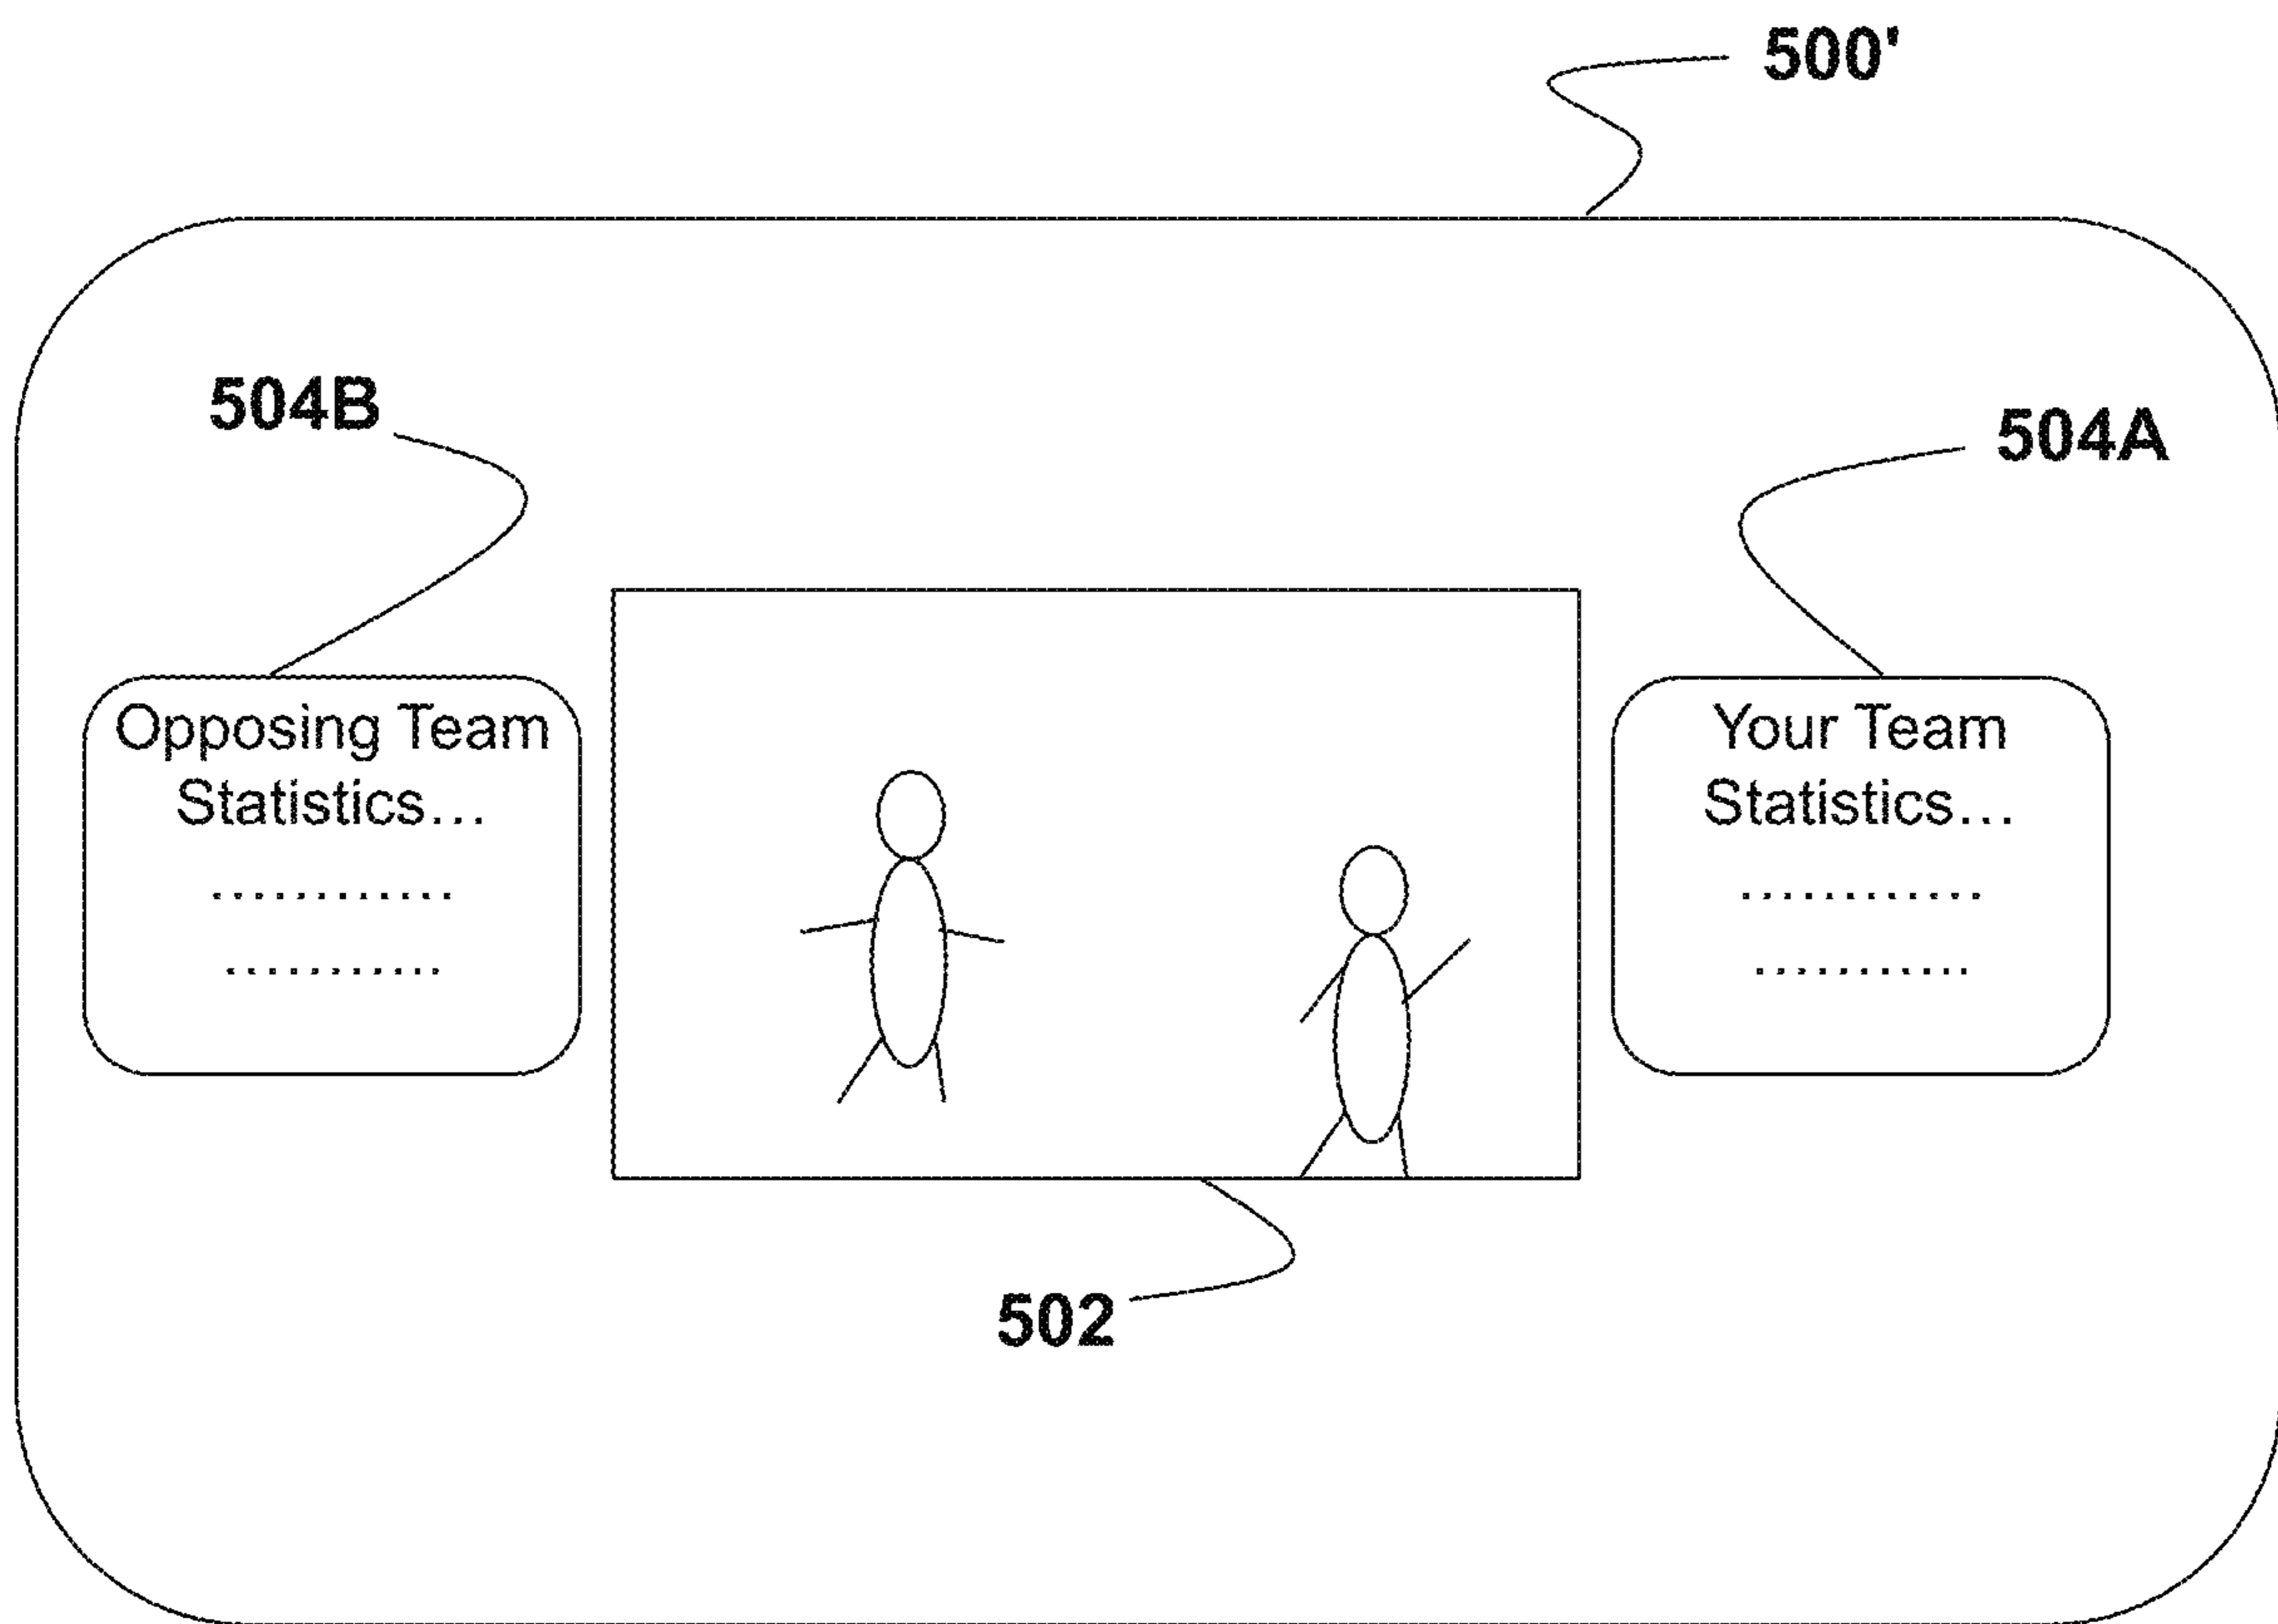 500'
504B
504A
Opposing Team
Statistics...
............
...........
Your Team
Statistics...
............
...........
502